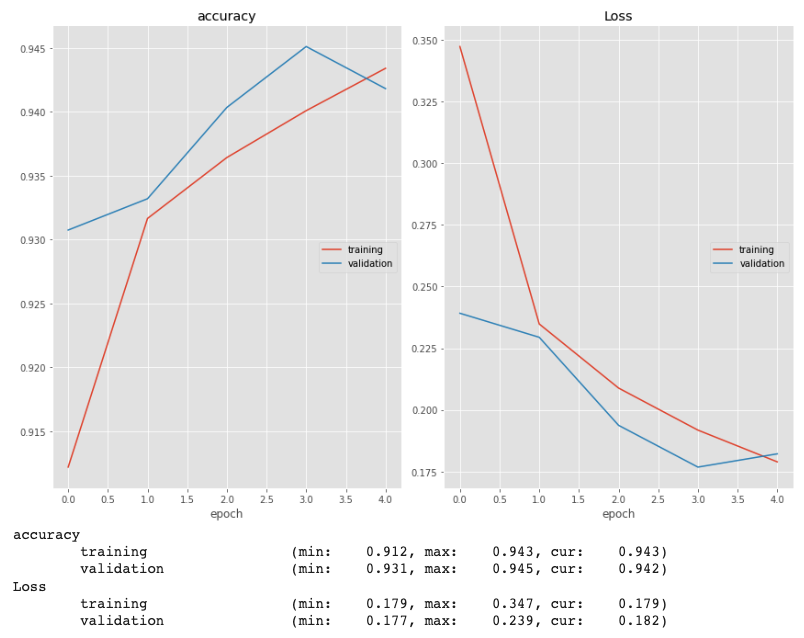 accuracy
0.945
0.940
0.935
0.930
0.925
0.920
0.915
training
validation
0.0 0.5 1.0 1.5 2.0 2.5 3.0 3.5 4.0
epoch
Loss
0.350
0.325
0.300
0.275
0.250
0.225
0.200
0.175
training
validation
0.0 0.5 1.0 1.5 2.0 2.5 3.0 3.5 4.0
epoch
accuracy
training (min: 0.912, max: 0.943, cur: 0.943)
validation (min: 0.931, max: 0.945, cur: 0.942)
Loss
training (min: 0.179, max: 0.347, cur: 0.179)
validation (min: 0.177, max: 0.239, cur: 0.182)